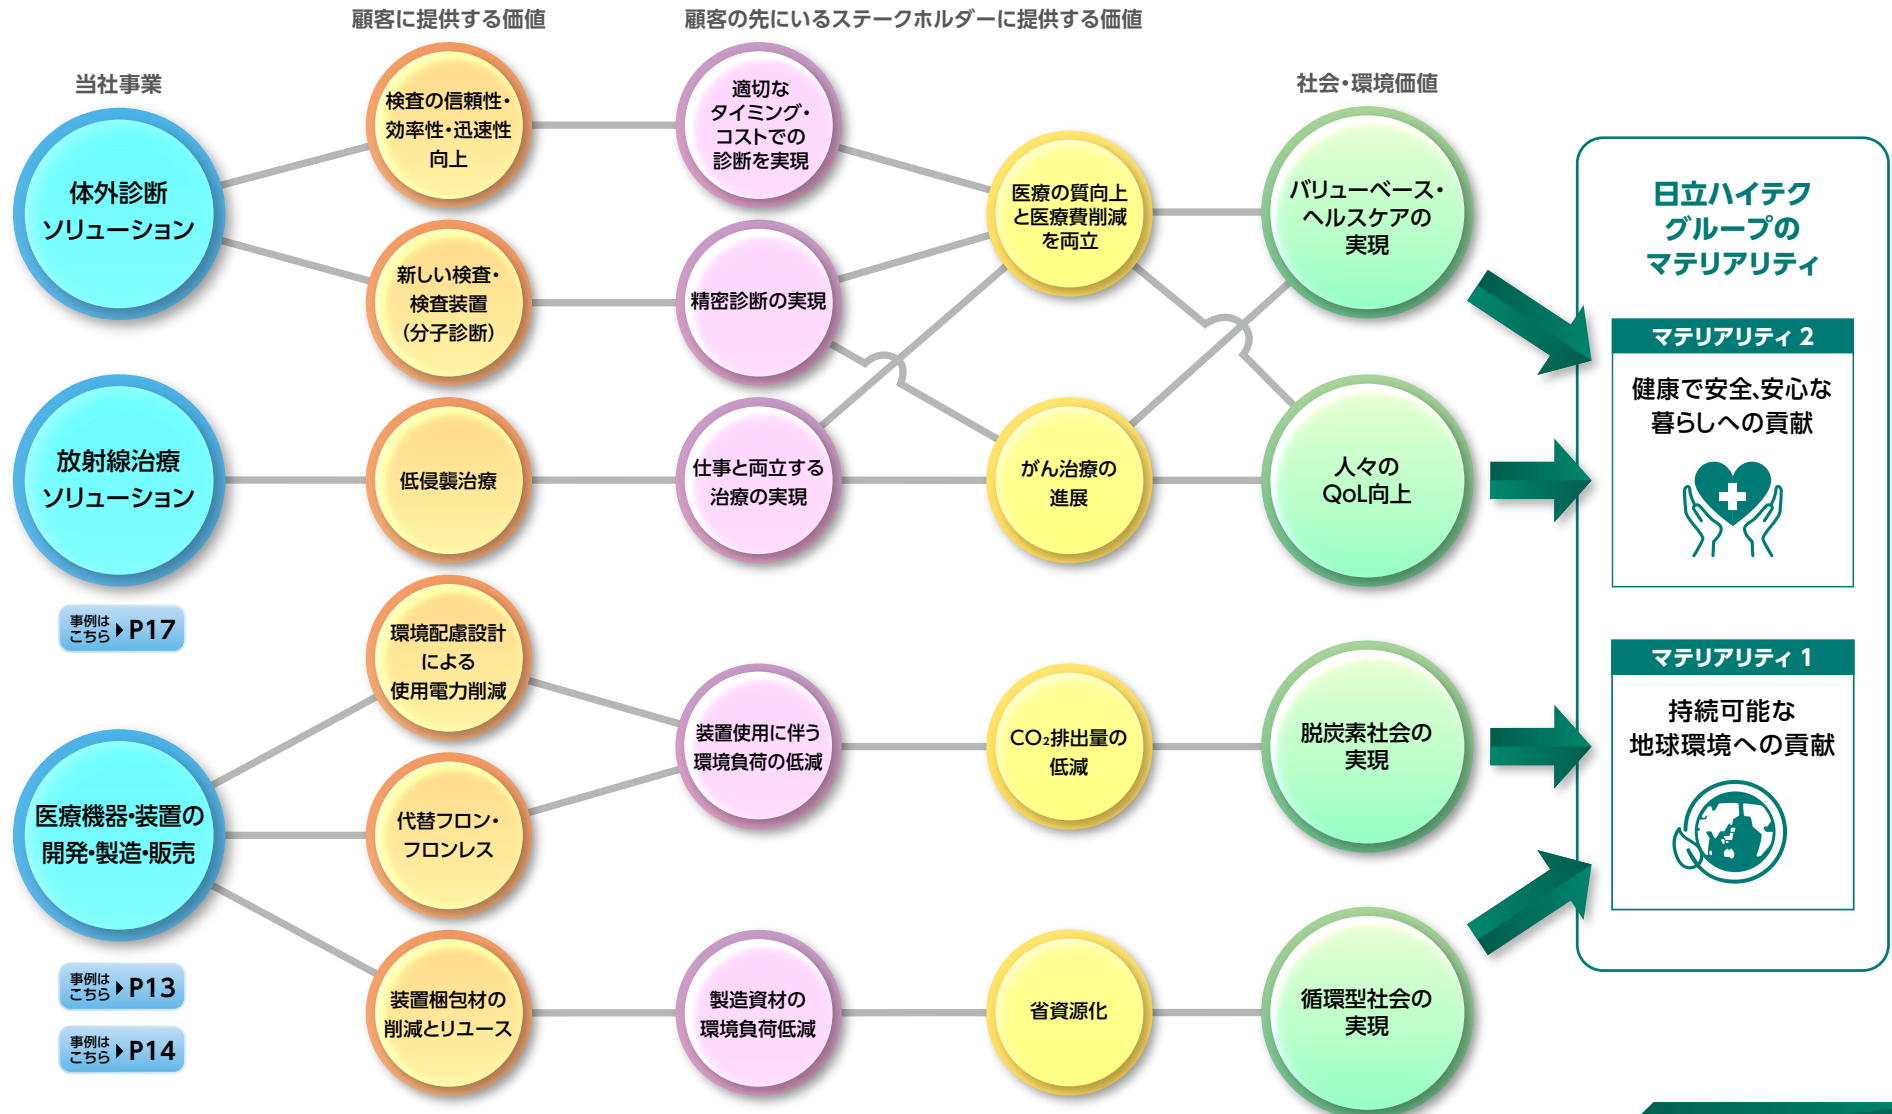 顧客に提供する価値
顧客の先にいるステークホルダーに提供する価値
当社事業
社会・環境価値
体外診断
ソリューション
検査の信頼性・
効率性・迅速性
向上
適切な
タイミング・
コストでの
診断を実現
医療の質向上
と医療費削減
を両立
バリューベース・
ヘルスケアの
実現
新しい検査・
検査装置
（分子診断）
精密診断の実現
放射線治療
ソリューション
事例は
こちら
P17
低侵襲治療
仕事と両立する
治療の実現
がん治療の
進展
人々の
QoL向上
環境配慮設計
による
使用電力削減
装置使用に伴う
環境負荷の低減
CO₂排出量の
低減
脱炭素社会の
実現
医療機器・装置の
開発・製造・販売
事例は
こちら
P13
事例は
こちら
P14
代替フロン・
フロンレス
装置梱包材の
削減とリユース
製造資材の
環境負荷低減
省資源化
循環型社会の
実現
日立ハイテク
グループの
マテリアリティ
マテリアリティ 2
健康で安全、安心な
暮らしへの貢献
マテリアリティ 1
持続可能な
地球環境への貢献